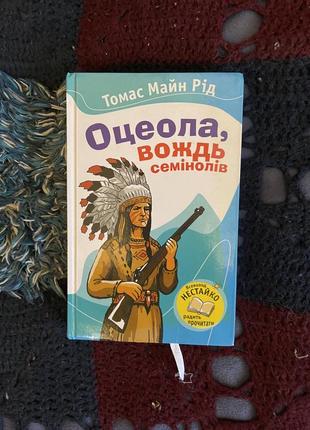 Томас Майн Рід
Оцеола,
вождь
семінолів
Всеволод
НЕСТАЙКО
радить
прочитати